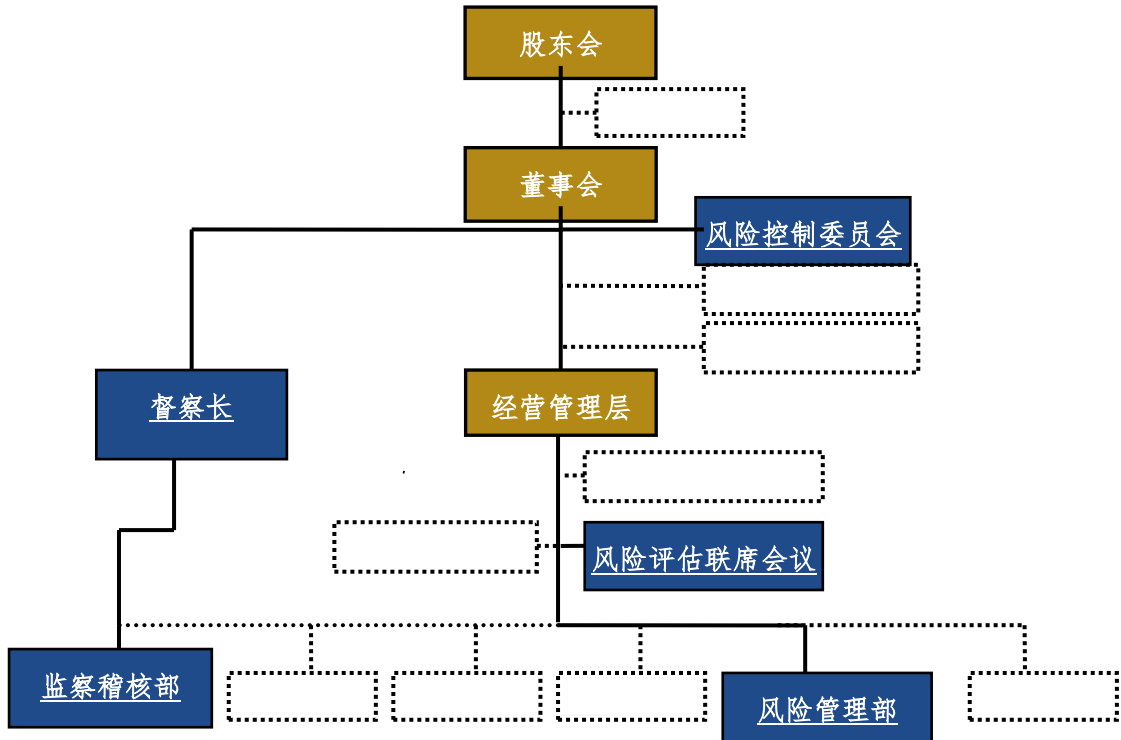 股东会
董事会
风险控制委员会
督察长
经营管理层
风险评估联席会议
监察稽核部
风险管理部